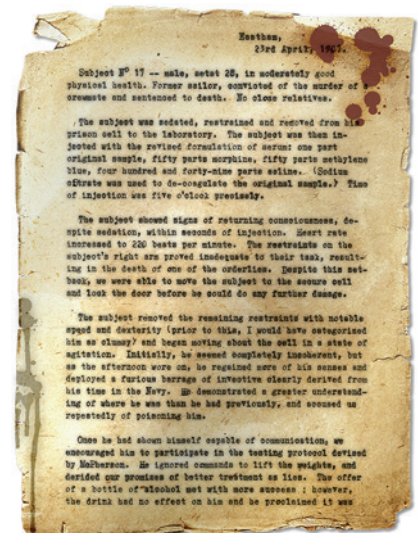 Eastham,
23rd April, 1907.
Subject Nº 17 -- male, aetat 25, in moderately good
physical health. Former sailor, convicted of the murder of a
crewmate and sentenced to death. No close relatives.
The subject was sedated, restrained and removed from his
prison cell to the laboratory. The subject was then in-
jected with the revised formulation of serum: one part
original sample, fifty parts morphine, fifty parts methylene
blue, four hundred and forty-nine parts saline. (Sodium
citrate was used to de-coagulate the original sample.) Time
of injection was five o'clock precisely.
The subject showed signs of returning consciousness, de-
spite sedation, within seconds of injection. Heart rate
increased to 220 beats per minute. The restraints on the
subject's right arm proved inadequate to their task, result-
ing in the death of one of the orderlies. Despite this set-
back, we were able to move the subject to the secure cell
and lock the door before he could do any further damage.
The subject removed the remaining restraints with notable
speed and dexterity (prior to this, I would have categorised
him as clumsy) and began moving about the cell in a state of
agitation. Initially, he seemed completely incoherent, but
as the afternoon wore on, he regained more of his senses and
deployed a furious barrage of invective clearly derived from
his time in the Navy. He demonstrated a greater understand-
ing of where he was than he had previously, and accused us
repeatedly of poisoning him.
Once he had shown himself capable of communication, we
encouraged him to participate in the testing protocol devised
by McPherson. He ignored commands to lift the weights, and
derided our promises of better treatment as lies. The offer
of a bottle of alcohol met with more success ; however,
the drink had no effect on him and he proclaimed it was